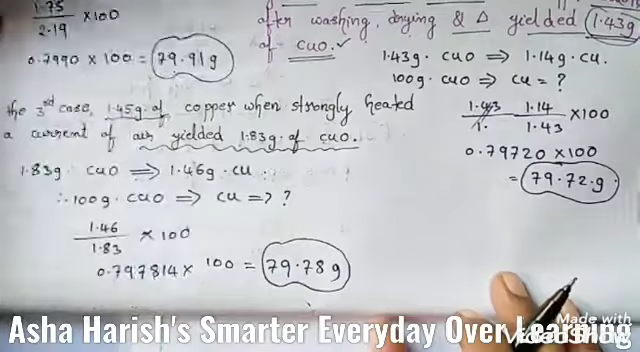 1.75
2.19 ×100
0.7990 × 100 = 79.91g
after washing, drying & Δ yielded 1.43g
of CuO.✓
1.43g. CuO ⟹ 1.14g. Cu.
100g. CuO ⟹ Cu = ?
1.43 1.14
1. 1.43 ×100
0.79720 ×100
= 79.72.g
the 3rd case, 1.45g. of copper when strongly heated
a current of air yielded 1.83g. of CuO.
1.83g. CuO ⟹ 1.46g. Cu
∴ 100g. CuO ⟹ Cu => ?
1.46
1.83 × 100
0.797814 × 100 = 79.78 g
Made with
VideoShow
Asha Harish's Smarter Everyday Over Learning